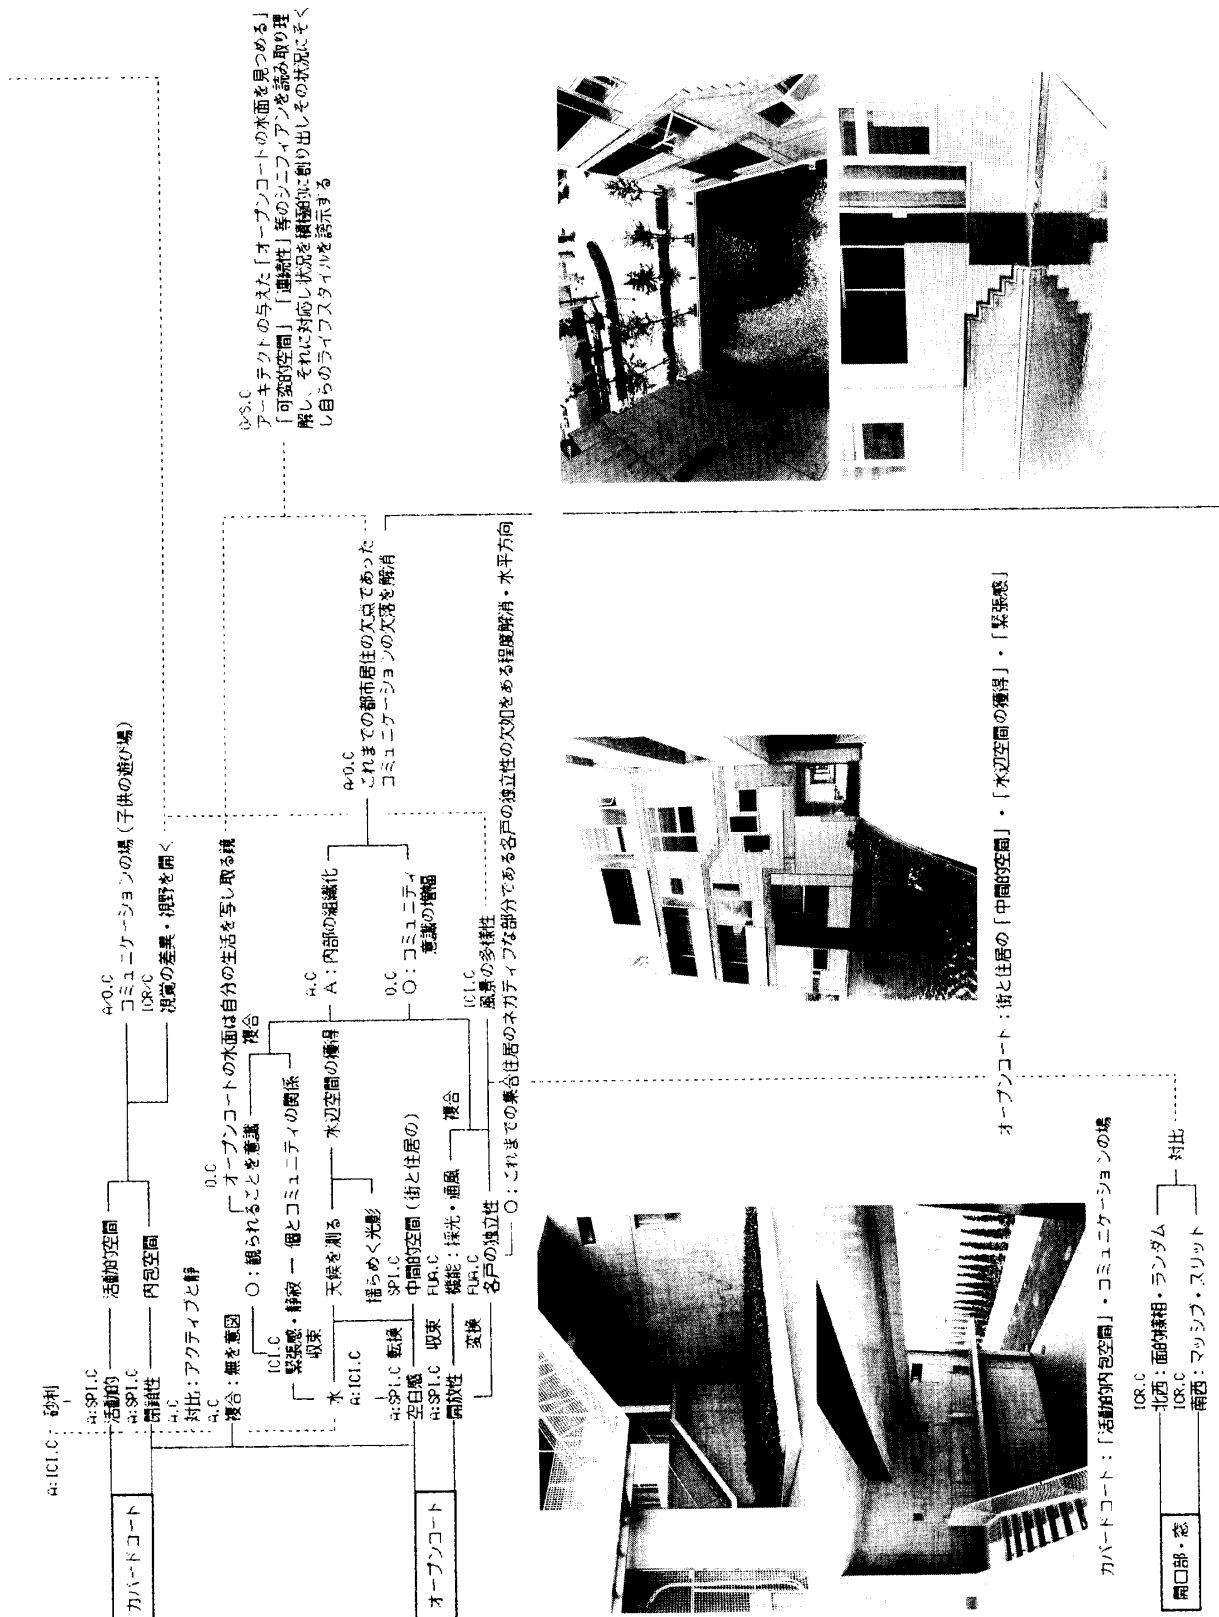 A:ICI.C 砂利
カバードコート
A:SPI.C
活動的
活動的空間
A:SPI.C
閉鎖性
内包空間
A/O.C
コミュニケーションの場(子供の遊び場)
ICR/C
視覚の差異・視野を開く
A.C
対比:アクティブと静
A.C
複合:無を意図
O.C
オープンコートの水面は自分の生活を写し取る鏡
O:観られることを意識
複合
ICI.C
緊張感・静寂 ー 個とコミュニティの関係
収束
水
天候を測る
水辺空間の獲得
A:ICI.C
揺らめく光影
A.C
A:内部の組織化
O.C
O:コミュニティ
意識の増幅
A/O.C
これまでの都市居住の欠点であった
コミュニケーションの欠落を解消
O/S.C
アーキテクトの与えた「オープンコートの水面を見つめる」
「可変的空間」「連続性」等のシニフィアンを読み取り理
解し、それに対応し状況を積極的に創り出しその状況にそく
し自らのライフスタイルを誇示する
オープンコート
A:SPI.C 転換
SPI.C
空白感
中間的空間(街と住居の)
A:SPI.C 収束
FUA.C
開放性
機能:採光・通風
複合
変換
FUA.C
各戸の独立性
ICI.C
風景の多様性
O:これまでの集合住居のネガティブな部分である各戸の独立性の欠如をある程度解消・水平方向
オープンコート:街と住居の「中間的空間」・「水辺空間の獲得」・「緊張感」
カバードコート:「活動的内包空間」・コミュニケーションの場
開口部・窓
ICR.C
北西:面的様相・ランダム
ICR.C
南西:マッシブ・スリット
対比